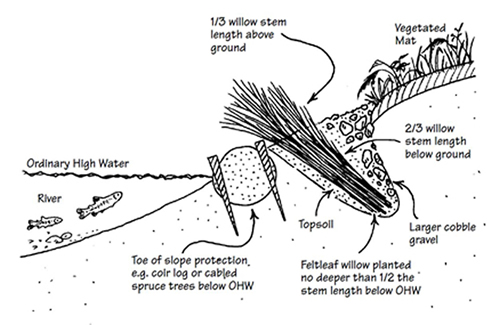 1/3 willow stem
length above
ground
Vegetated
Mat
2/3 willow
stem length
below ground
Ordinary High Water
River
Topsoil
Larger cobble
gravel
Toe of slope protection,
e.g. coir log or cabled
spruce trees below OHW
Feltleaf willow planted
no deeper than 1/2 the
stem length below OHW